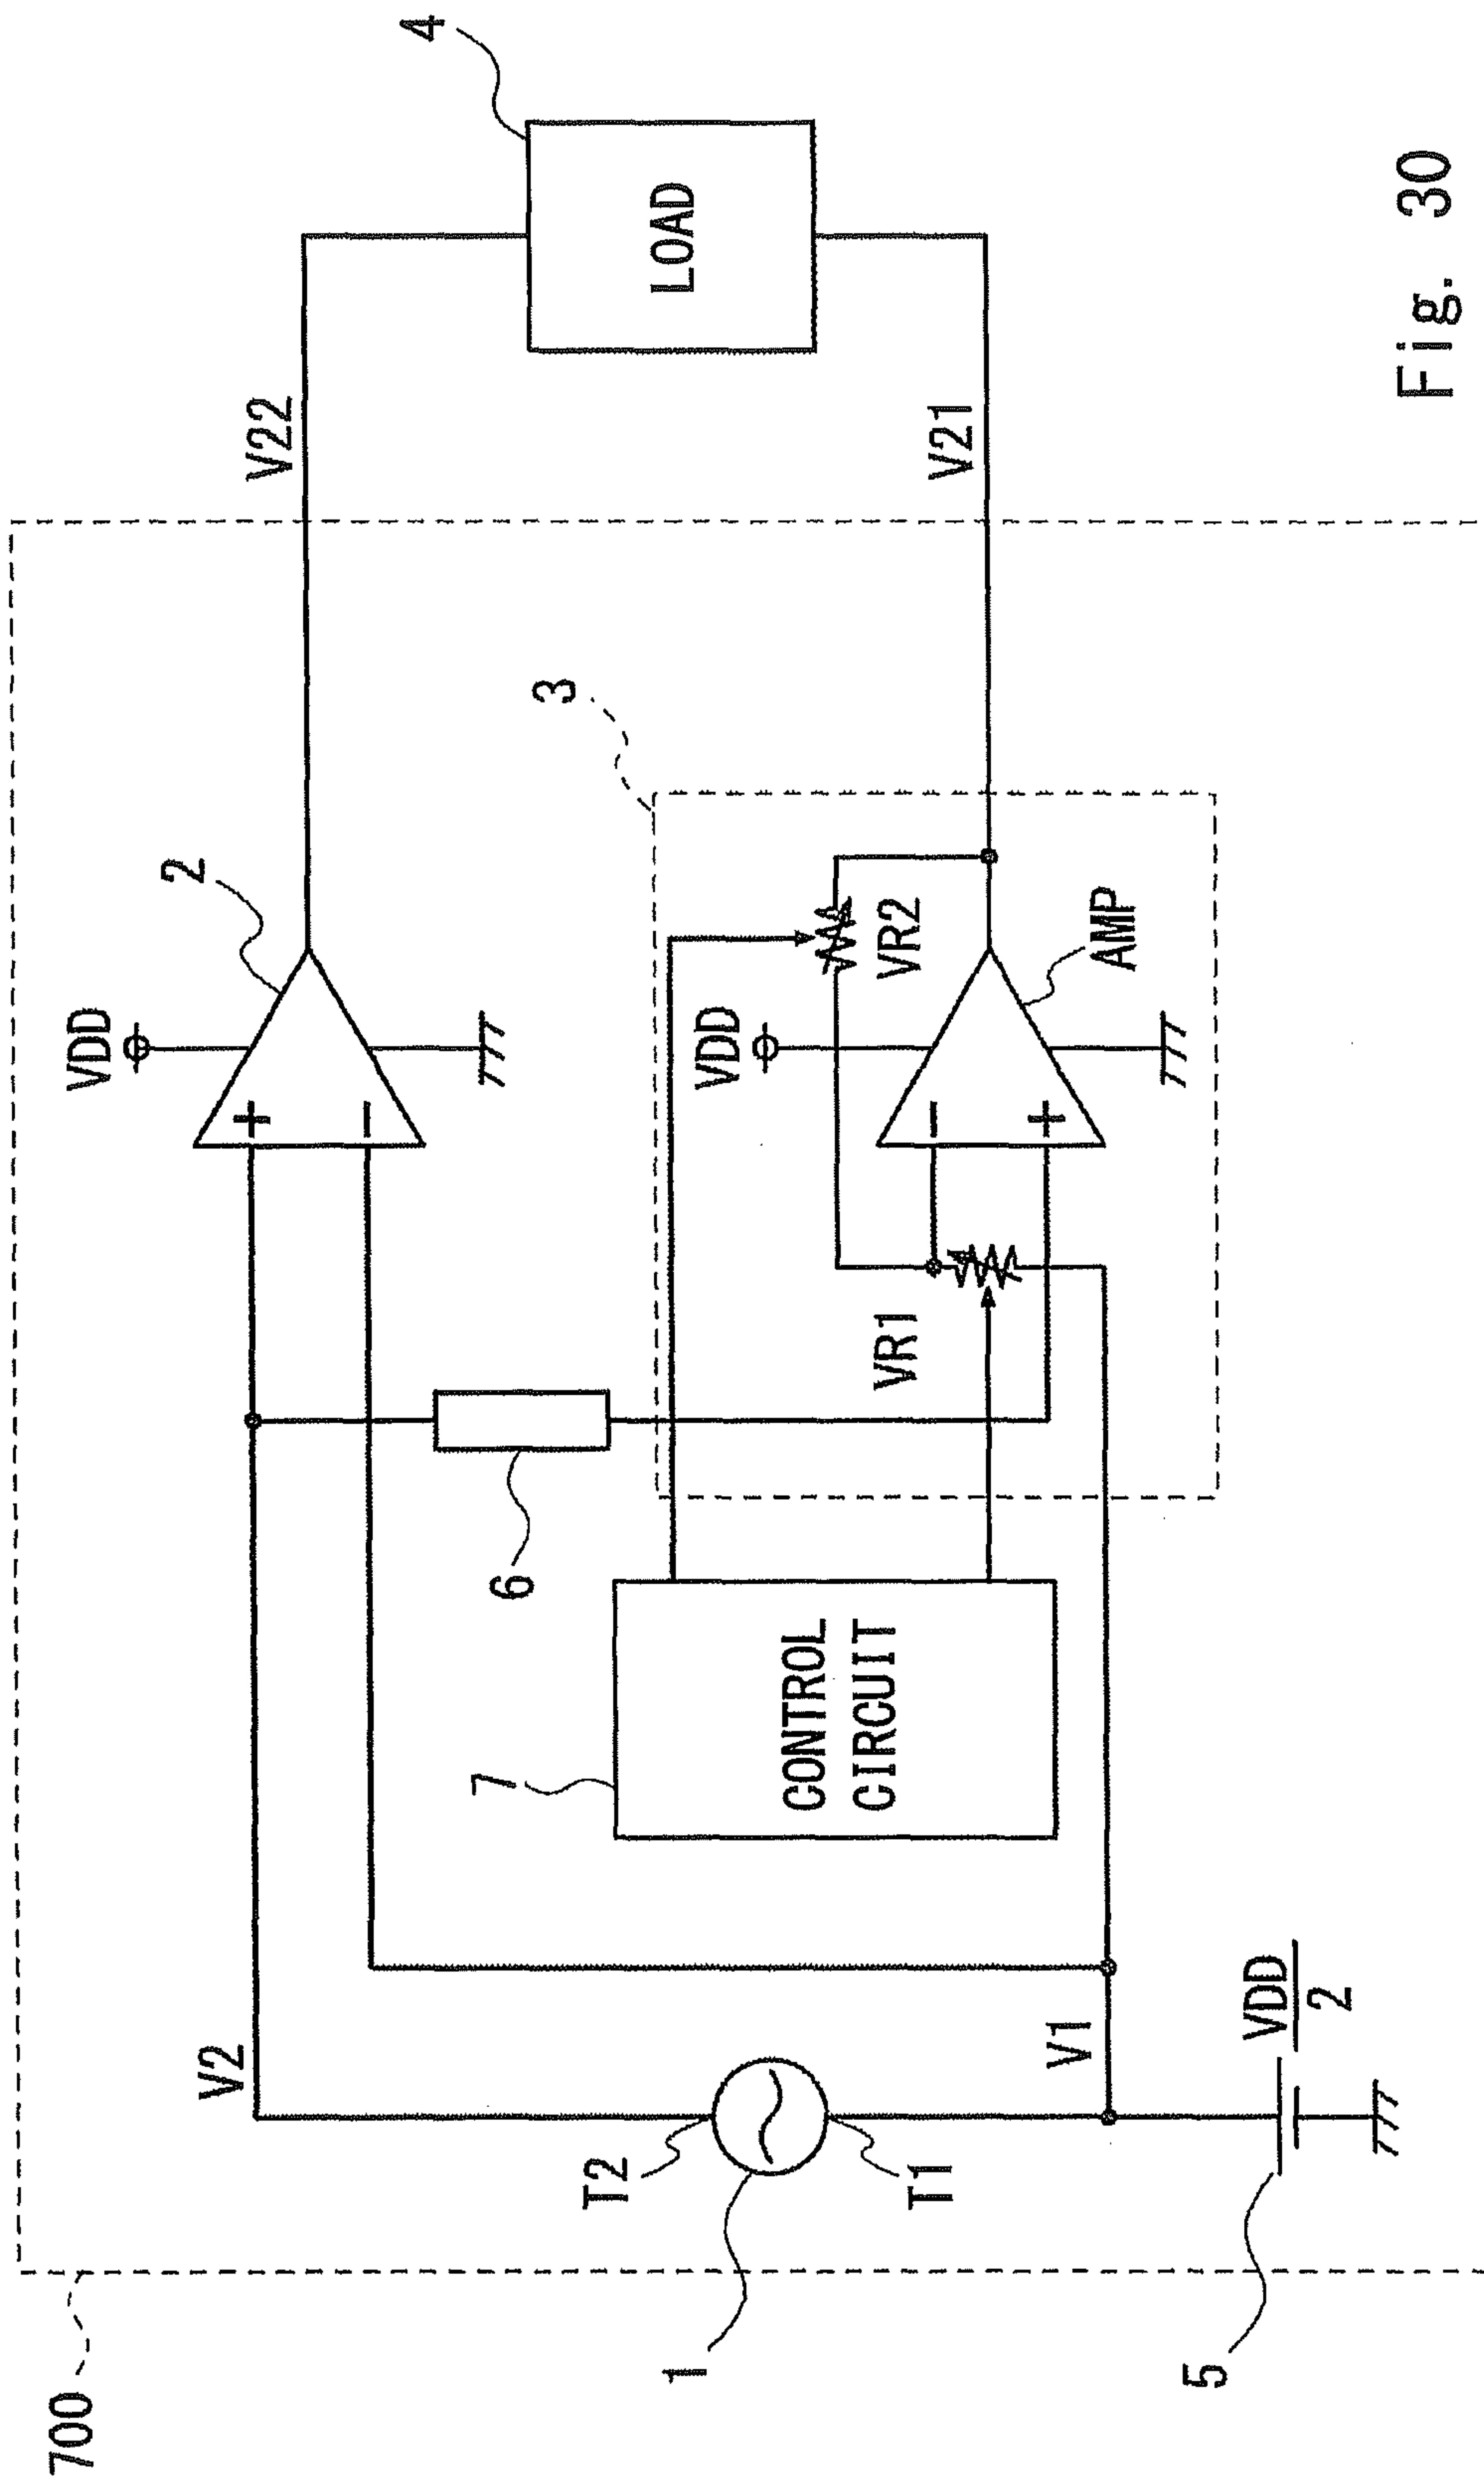 700
V22
V21
4
LOAD
2
VDD
+
−
3
VR2
VDD
−
+
AMP
VR1
6
7
CONTROL
CIRCUIT
V2
V1
T2
T1
1
5
VDD
2
Fig. 30